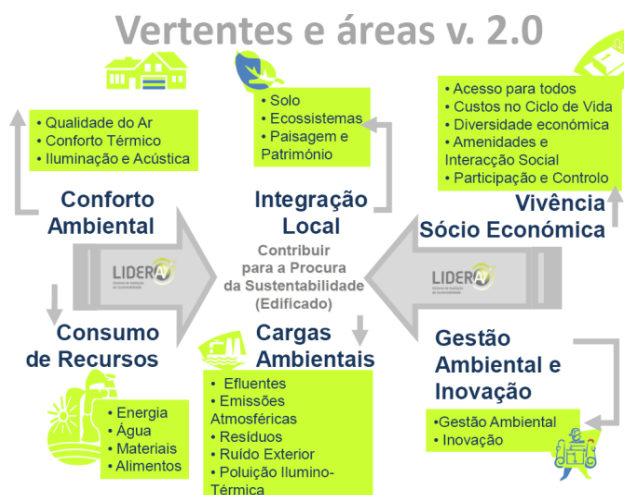 Vertentes e áreas v. 2.0
• Qualidade do Ar
• Conforto Térmico
• Iluminação e Acústica
• Solo
• Ecossistemas
• Paisagem e
Património
• Acesso para todos
• Custos no Ciclo de Vida
• Diversidade económica
• Amenidades e
Interacção Social
• Participação e Controlo
Conforto
Ambiental
Integração
Local
Vivência
Sócio Económica
LIDERA
Contribuir
para a Procura
da Sustentabilidade
(Edificado)
LIDERA
Consumo
de Recursos
Cargas
Ambientais
Gestão
Ambiental e
Inovação
• Energia
• Água
• Materiais
• Alimentos
• Efluentes
• Emissões
Atmosféricas
• Resíduos
• Ruído Exterior
• Poluição Ilumino-
Térmica
•Gestão Ambiental
• Inovação